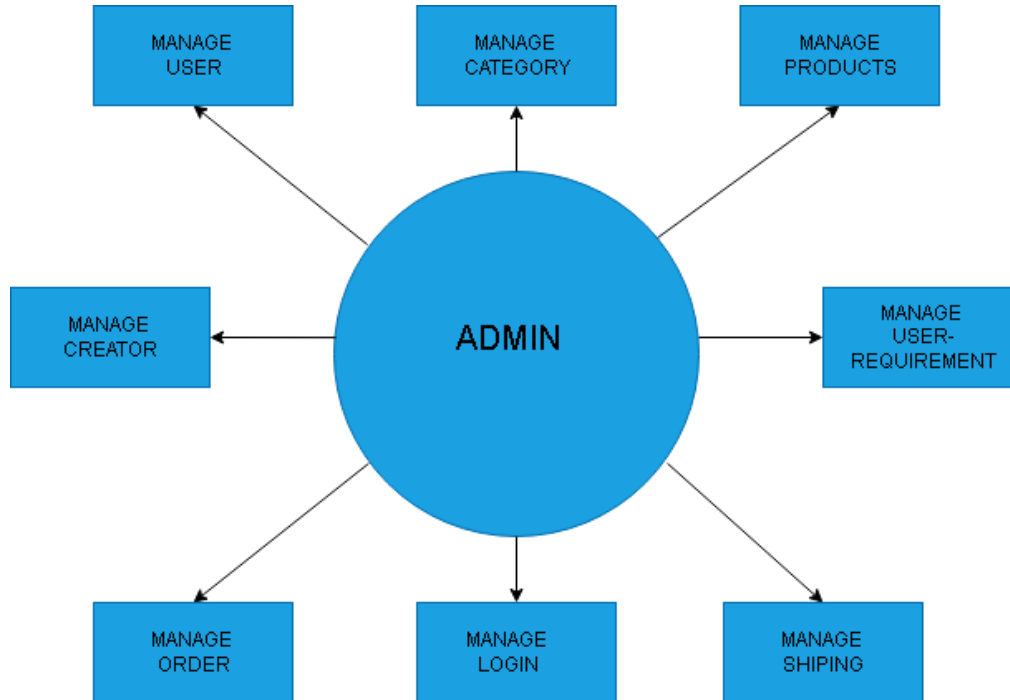 MANAGE
USER
MANAGE
CATEGORY
MANAGE
PRODUCTS
MANAGE
CREATOR
ADMIN
MANAGE
USER-
REQUIREMENT
MANAGE
ORDER
MANAGE
LOGIN
MANAGE
SHIPING